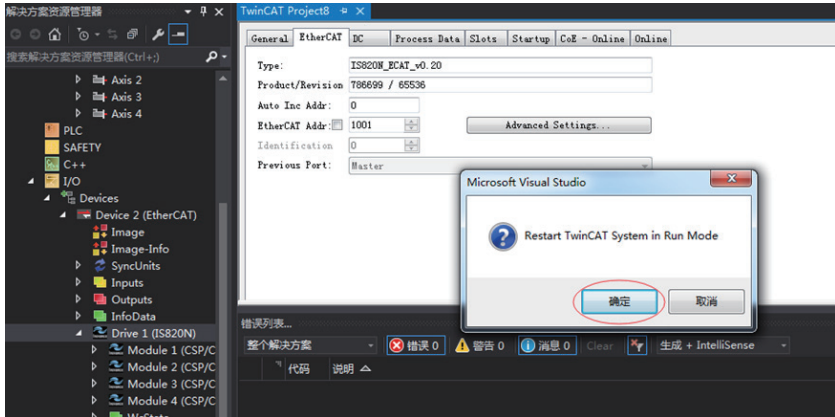 解决方案资源管理器
搜索解决方案资源管理器(Ctrl+;)
Axis 2
Axis 3
Axis 4
PLC
SAFETY
C++
I/O
Devices
Device 2 (EtherCAT)
Image
Image-Info
SyncUnits
Inputs
Outputs
InfoData
Drive 1 (IS820N)
Module 1 (CSP/C
Module 2 (CSP/C
Module 3 (CSP/C
Module 4 (CSP/C
WcState
TwinCAT Project8
General EtherCAT DC Process Data Slots Startup CoE - Online Online
Type: IS820N_ECAT_v0.20
Product/Revision 786699 / 65536
Auto Inc Addr: 0
EtherCAT Addr: 1001 Advanced Settings...
Identification 0
Previous Port: Master
Microsoft Visual Studio
Restart TwinCAT System in Run Mode
确定 取消
错误列表...
整个解决方案 错误 0 警告 0 消息 0 Clear 生成 + IntelliSense
代码 说明